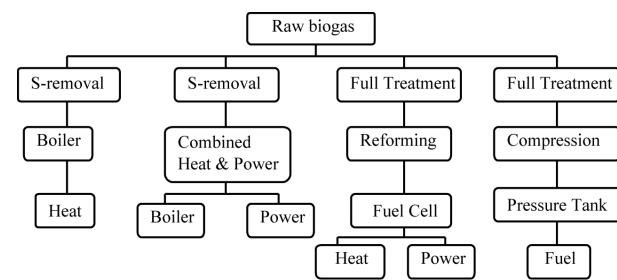 Raw biogas
S-removal
S-removal
Full Treatment
Full Treatment
Boiler
Combined
Heat & Power
Reforming
Compression
Heat
Boiler
Power
Fuel Cell
Pressure Tank
Heat
Power
Fuel